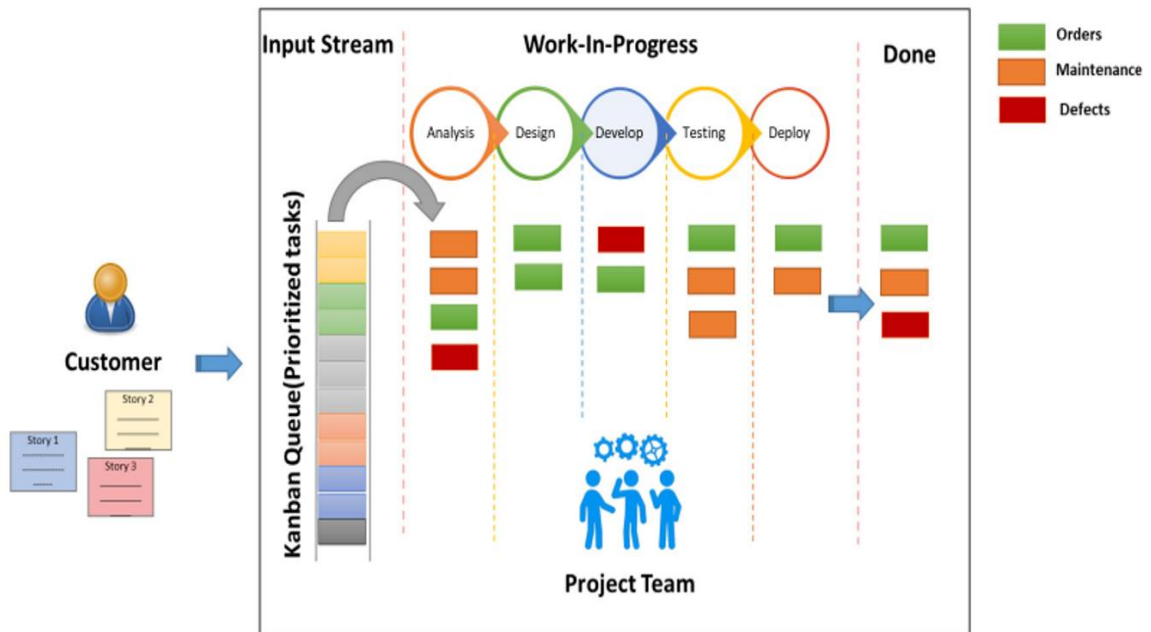 Input Stream
Work-In-Progress
Done
Orders
Maintenance
Defects
Analysis
Design
Develop
Testing
Deploy
Kanban Queue(Prioritized tasks)
Customer
Story 2
Story 1
Story 3
Project Team